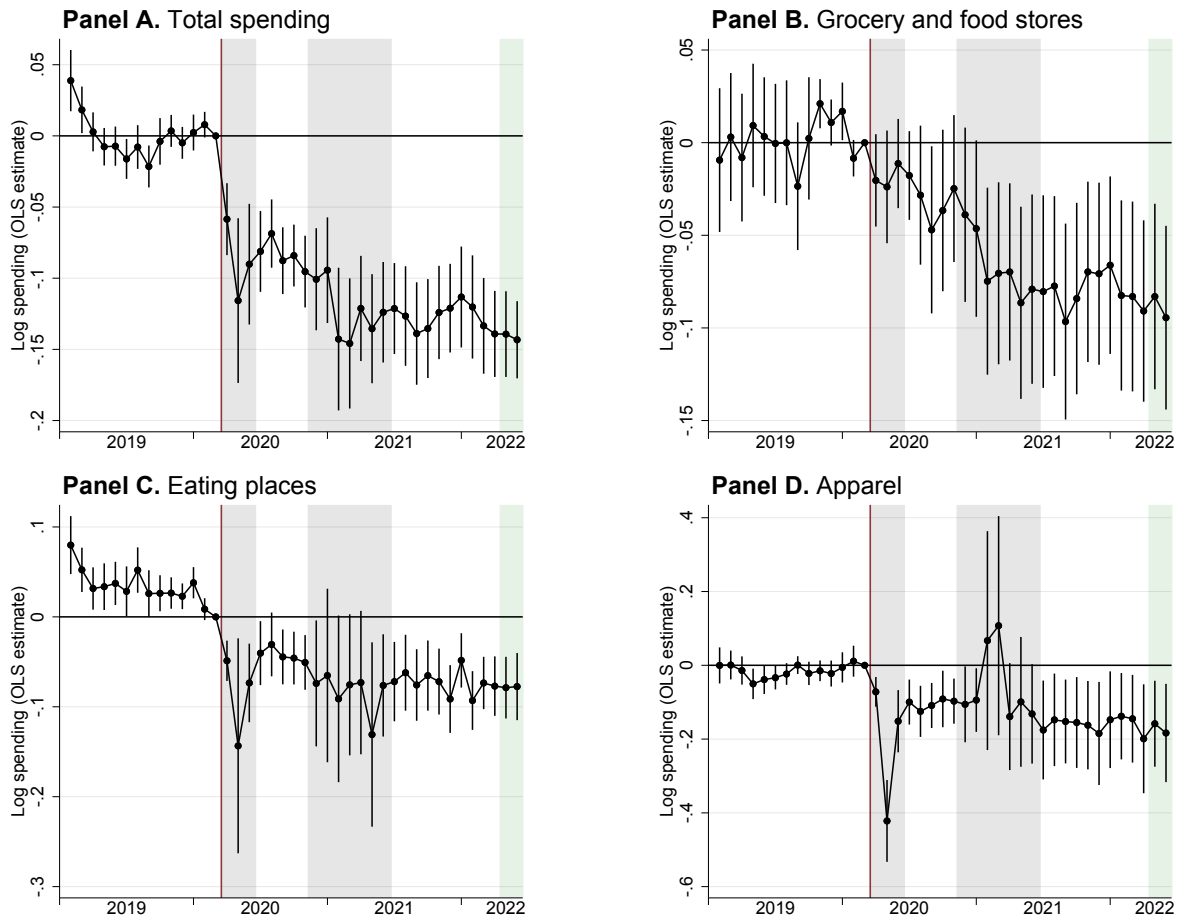 Panel A. Total spending
Log spending (OLS estimate)
.05
0
-.05
-.1
-.15
-.2
2019 2020 2021 2022
Panel B. Grocery and food stores
Log spending (OLS estimate)
.05
0
-.05
-.1
-.15
2019 2020 2021 2022
Panel C. Eating places
Log spending (OLS estimate)
.1
0
-.1
-.2
-.3
2019 2020 2021 2022
Panel D. Apparel
Log spending (OLS estimate)
.4
.2
0
-.2
-.4
-.6
2019 2020 2021 2022